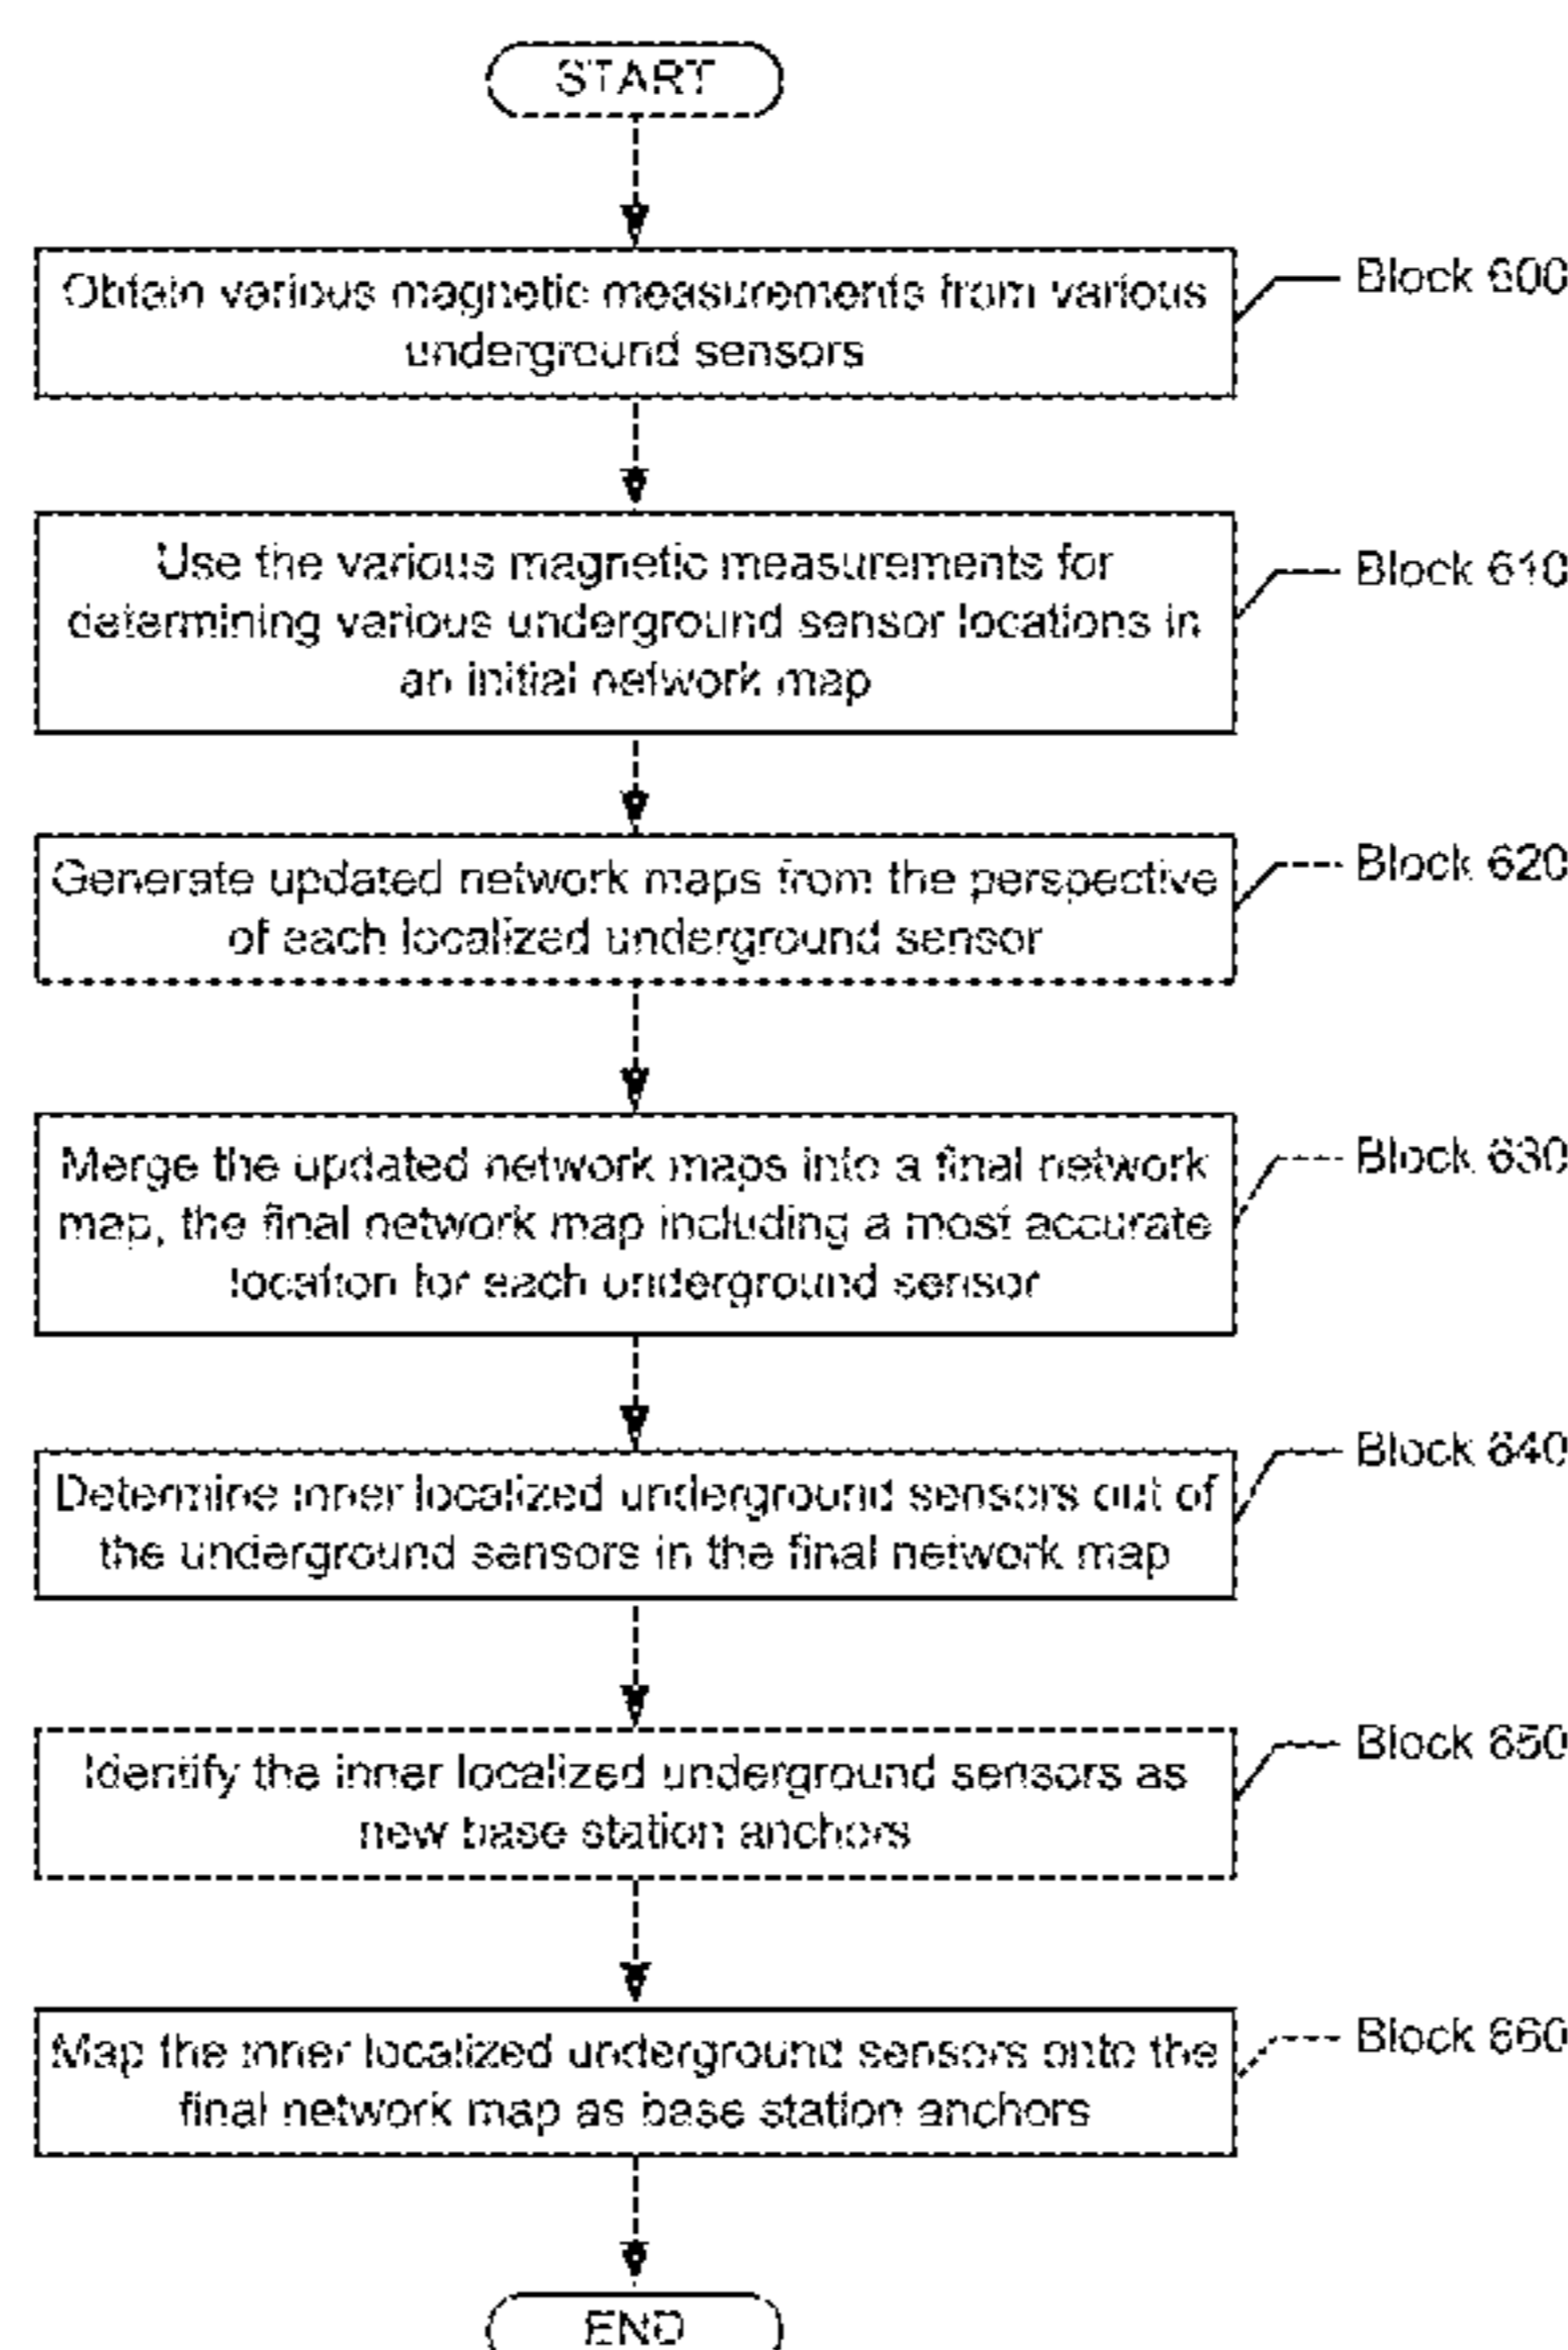 START
Obtain various magnetic measurements from various
underground sensors
Block 600
Use the various magnetic measurements for
determining various underground sensor locations in
an initial network map
Block 610
Generate updated network maps from the perspective
of each localized underground sensor
Block 620
Merge the updated network maps into a final network
map, the final network map including a most accurate
location for each underground sensor
Block 630
Determine inner localized underground sensors out of
the underground sensors in the final network map
Block 640
Identify the inner localized underground sensors as
new base station anchors
Block 650
Map the inner localized underground sensors onto the
final network map as base station anchors
Block 660
END